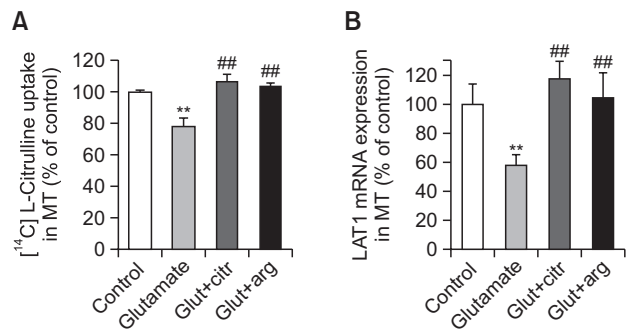 A
[¹⁴C] L-Citrulline uptake
in MT (% of control)
120
100
80
60
40
20
0
**
##
##
Control
Glutamate
Glut+citr
Glut+arg
B
LAT1 mRNA expression
in MT (% of control)
120
100
80
60
40
20
0
**
##
##
Control
Glutamate
Glut+citr
Glut+arg